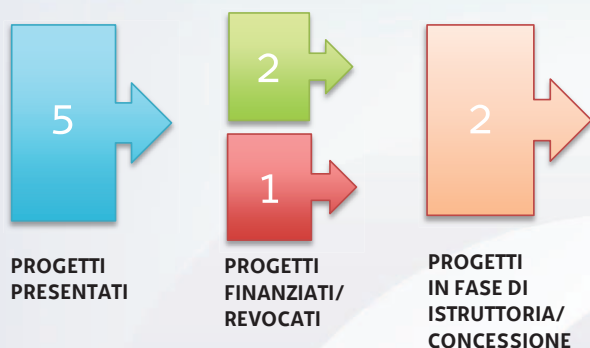 5
2
1
2
PROGETTI
PRESENTATI
PROGETTI
FINANZIATI/
REVOCATI
PROGETTI
IN FASE DI
ISTRUTTORIA/
CONCESSIONE